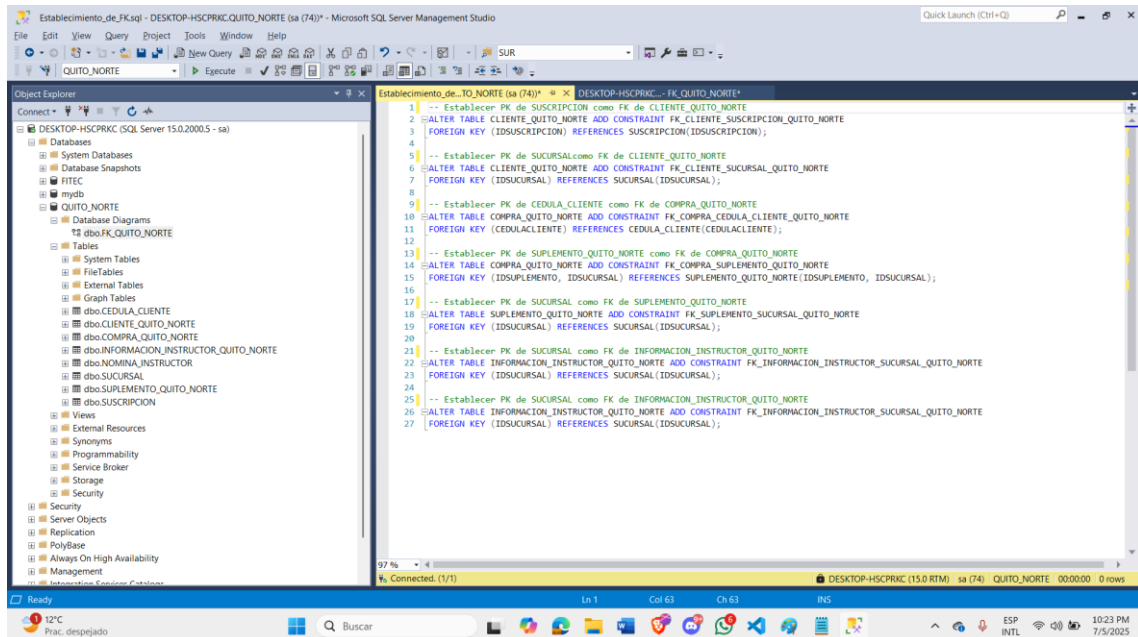 Establecimiento_de_FK.sql - DESKTOP-HSCPRKC.QUITO_NORTE (sa (74))* - Microsoft SQL Server Management Studio
Quick Launch (Ctrl+Q)
File Edit View Query Project Tools Window Help
New Query
SUR
QUITO_NORTE
Execute
Object Explorer
Connect
DESKTOP-HSCPRKC (SQL Server 15.0.2000.5 - sa)
Databases
System Databases
Database Snapshots
FITEC
mydb
QUITO_NORTE
Database Diagrams
dbo.FK_QUITO_NORTE
Tables
System Tables
FileTables
External Tables
Graph Tables
dbo.CEDULA_CLIENTE
dbo.CLIENTE_QUITO_NORTE
dbo.COMPRA_QUITO_NORTE
dbo.INFORMACION_INSTRUCTOR_QUITO_NORTE
dbo.NOMINA_INSTRUCTOR
dbo.SUCURSAL
dbo.SUPLEMENTO_QUITO_NORTE
dbo.SUSCRIPCION
Views
External Resources
Synonyms
Programmability
Service Broker
Storage
Security
Security
Server Objects
Replication
PolyBase
Always On High Availability
Management
Integration Services Catalogs
Establecimiento_de...TO_NORTE (sa (74))* DESKTOP-HSCPRKC...- FK_QUITO_NORTE*
1 -- Establecer PK de SUSCRIPCION como FK de CLIENTE_QUITO_NORTE
2 ALTER TABLE CLIENTE_QUITO_NORTE ADD CONSTRAINT FK_CLIENTE_SUSCRIPCION_QUITO_NORTE
3 FOREIGN KEY (IDSUSCRIPCION) REFERENCES SUSCRIPCION(IDSUSCRIPCION);
4
5 -- Establecer PK de SUCURSALcomo FK de CLIENTE_QUITO_NORTE
6 ALTER TABLE CLIENTE_QUITO_NORTE ADD CONSTRAINT FK_CLIENTE_SUCURSAL_QUITO_NORTE
7 FOREIGN KEY (IDSUCURSAL) REFERENCES SUCURSAL(IDSUCURSAL);
8
9 -- Establecer PK de CEDULA_CLIENTE como FK de COMPRA_QUITO_NORTE
10 ALTER TABLE COMPRA_QUITO_NORTE ADD CONSTRAINT FK_COMPRA_CEDULA_CLIENTE_QUITO_NORTE
11 FOREIGN KEY (CEDULACLIENTE) REFERENCES CEDULA_CLIENTE(CEDULACLIENTE);
12
13 -- Establecer PK de SUPLEMENTO_QUITO_NORTE como FK de COMPRA_QUITO_NORTE
14 ALTER TABLE COMPRA_QUITO_NORTE ADD CONSTRAINT FK_COMPRA_SUPLEMENTO_QUITO_NORTE
15 FOREIGN KEY (IDSUPLEMENTO, IDSUCURSAL) REFERENCES SUPLEMENTO_QUITO_NORTE(IDSUPLEMENTO, IDSUCURSAL);
16
17 -- Establecer PK de SUCURSAL como FK de SUPLEMENTO_QUITO_NORTE
18 ALTER TABLE SUPLEMENTO_QUITO_NORTE ADD CONSTRAINT FK_SUPLEMENTO_SUCURSAL_QUITO_NORTE
19 FOREIGN KEY (IDSUCURSAL) REFERENCES SUCURSAL(IDSUCURSAL);
20
21 -- Establecer PK de SUCURSAL como FK de INFORMACION_INSTRUCTOR_QUITO_NORTE
22 ALTER TABLE INFORMACION_INSTRUCTOR_QUITO_NORTE ADD CONSTRAINT FK_INFORMACION_INSTRUCTOR_SUCURSAL_QUITO_NORTE
23 FOREIGN KEY (IDSUCURSAL) REFERENCES SUCURSAL(IDSUCURSAL);
24
25 -- Establecer PK de SUCURSAL como FK de INFORMACION_INSTRUCTOR_QUITO_NORTE
26 ALTER TABLE INFORMACION_INSTRUCTOR_QUITO_NORTE ADD CONSTRAINT FK_INFORMACION_INSTRUCTOR_SUCURSAL_QUITO_NORTE
27 FOREIGN KEY (IDSUCURSAL) REFERENCES SUCURSAL(IDSUCURSAL);
97 %
Connected. (1/1)
DESKTOP-HSCPRKC (15.0 RTM) sa (74) QUITO_NORTE 00:00:00 0 rows
Ready
Ln 1 Col 63 Ch 63 INS
12°C
Prac. despejado
Buscar
ESP
INTL
10:23 PM
7/5/2025